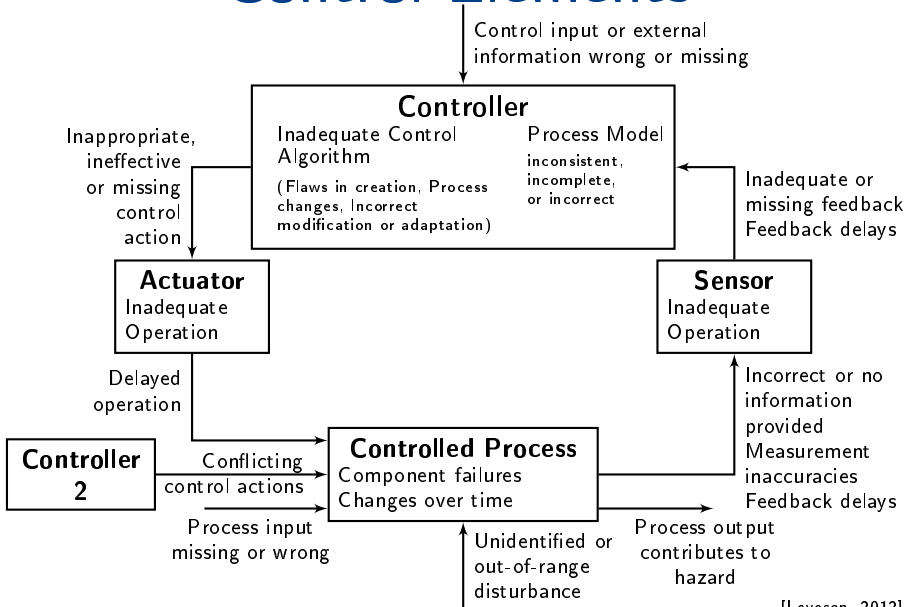 Control Elements
Control input or external
information wrong or missing
Controller
Inadequate Control
Algorithm
(Flaws in creation, Process
changes, Incorrect
modification or adaptation)
Process Model
inconsistent,
incomplete,
or incorrect
Inappropriate,
ineffective
or missing
control
action
Inadequate or
missing feedback
Feedback delays
Actuator
Inadequate
Operation
Sensor
Inadequate
Operation
Delayed
operation
Incorrect or no
information
provided
Measurement
inaccuracies
Feedback delays
Controller
2
Conflicting
control actions
Controlled Process
Component failures
Changes over time
Process input
missing or wrong
Unidentified or
out-of-range
disturbance
Process output
contributes to
hazard
[Leveson, 2012]